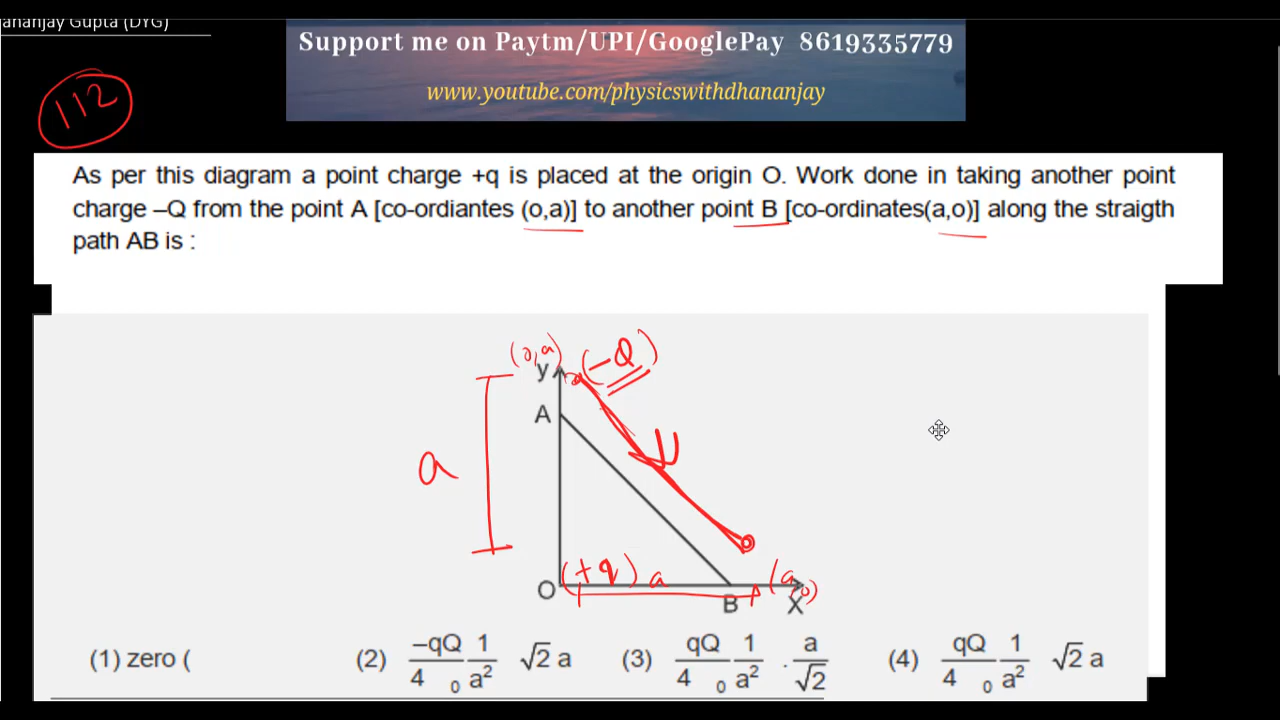 ananjay Gupta (DYG)
Support me on Paytm/UPI/GooglePay 8619335779
www.youtube.com/physicswithdhananjay
112
As per this diagram a point charge +q is placed at the origin O. Work done in taking another point
charge –Q from the point A [co-ordiantes (o,a)] to another point B [co-ordinates(a,o)] along the straigth
path AB is :
(0,a)
(-Q)
y
A
a
(+q) a
(a,0)
O
B
X
(1) zero (
(2) –qQ/4 0 1/a² √2 a
(3) qQ/4 0 1/a² . a/√2
(4) qQ/4 0 1/a² √2 a